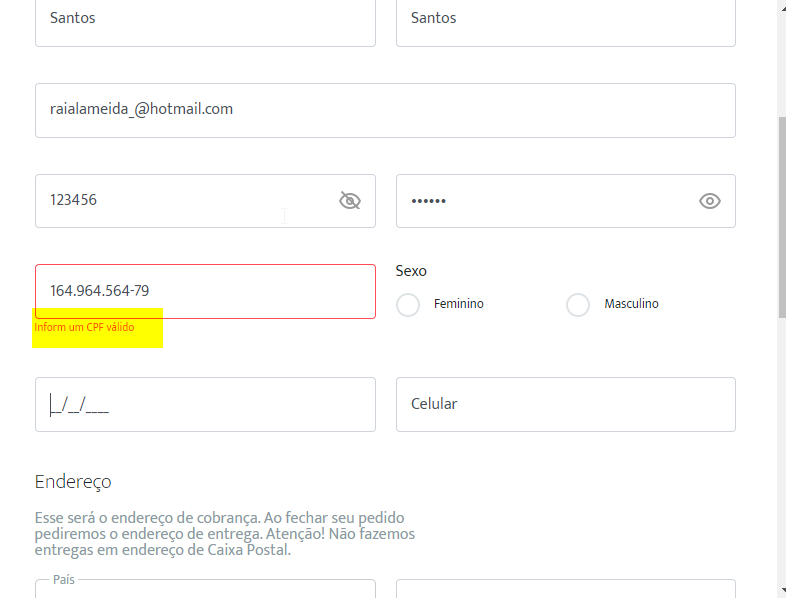 Santos
Santos
raialameida_@hotmail.com
123456
••••••
164.964.564-79
Inform um CPF válido
Sexo
Feminino
Masculino
__/__/____
Celular
Endereço
Esse será o endereço de cobrança. Ao fechar seu pedido
pediremos o endereço de entrega. Atenção! Não fazemos
entregas em endereço de Caixa Postal.
País